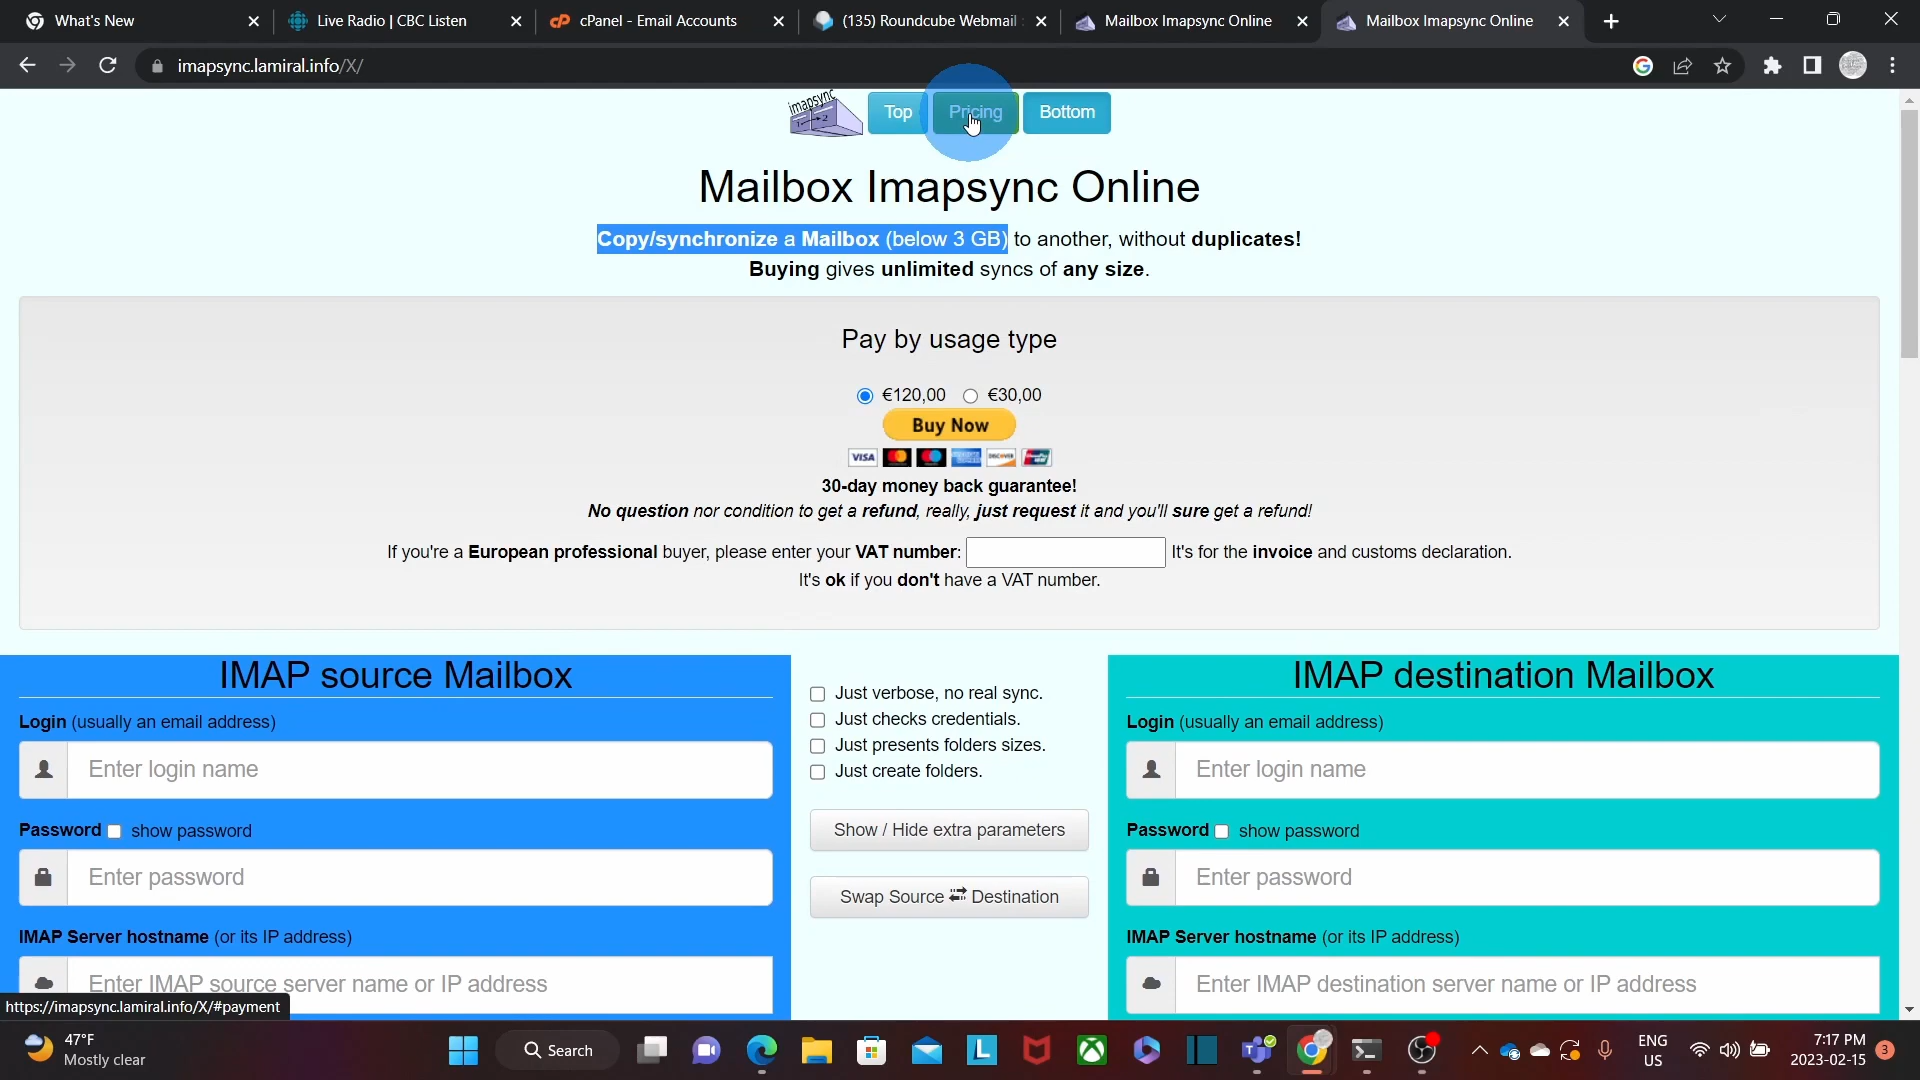 What's New
Live Radio | CBC Listen
cPanel - Email Accounts
(135) Roundcube Webmail
Mailbox Imapsync Online
Mailbox Imapsync Online
imapsync.lamiral.info/X/
imapsync
1 2
Top
Pricing
Bottom
Mailbox Imapsync Online
Copy/synchronize a Mailbox (below 3 GB) to another, without duplicates!
Buying gives unlimited syncs of any size.
Pay by usage type
€120,00 €30,00
Buy Now
VISA
DISCOVER
30-day money back guarantee!
No question nor condition to get a refund, really, just request it and you'll sure get a refund!
If you're a European professional buyer, please enter your VAT number: It's for the invoice and customs declaration.
It's ok if you don't have a VAT number.
IMAP source Mailbox
Login (usually an email address)
Enter login name
Password show password
Enter password
IMAP Server hostname (or its IP address)
Enter IMAP source server name or IP address
Just verbose, no real sync.
Just checks credentials.
Just presents folders sizes.
Just create folders.
Show / Hide extra parameters
Swap Source Destination
IMAP destination Mailbox
Login (usually an email address)
Enter login name
Password show password
Enter password
IMAP Server hostname (or its IP address)
Enter IMAP destination server name or IP address
https://imapsync.lamiral.info/X/#payment
47°F
Mostly clear
Search
ENG
US
7:17 PM
2023-02-15
3